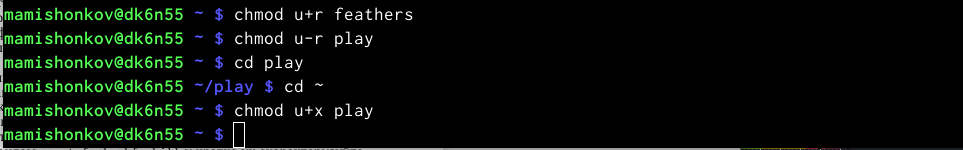 mamishonkov@dk6n55 ~ $ chmod u+r feathers
mamishonkov@dk6n55 ~ $ chmod u-r play
mamishonkov@dk6n55 ~ $ cd play
mamishonkov@dk6n55 ~/play $ cd ~
mamishonkov@dk6n55 ~ $ chmod u+x play
mamishonkov@dk6n55 ~ $